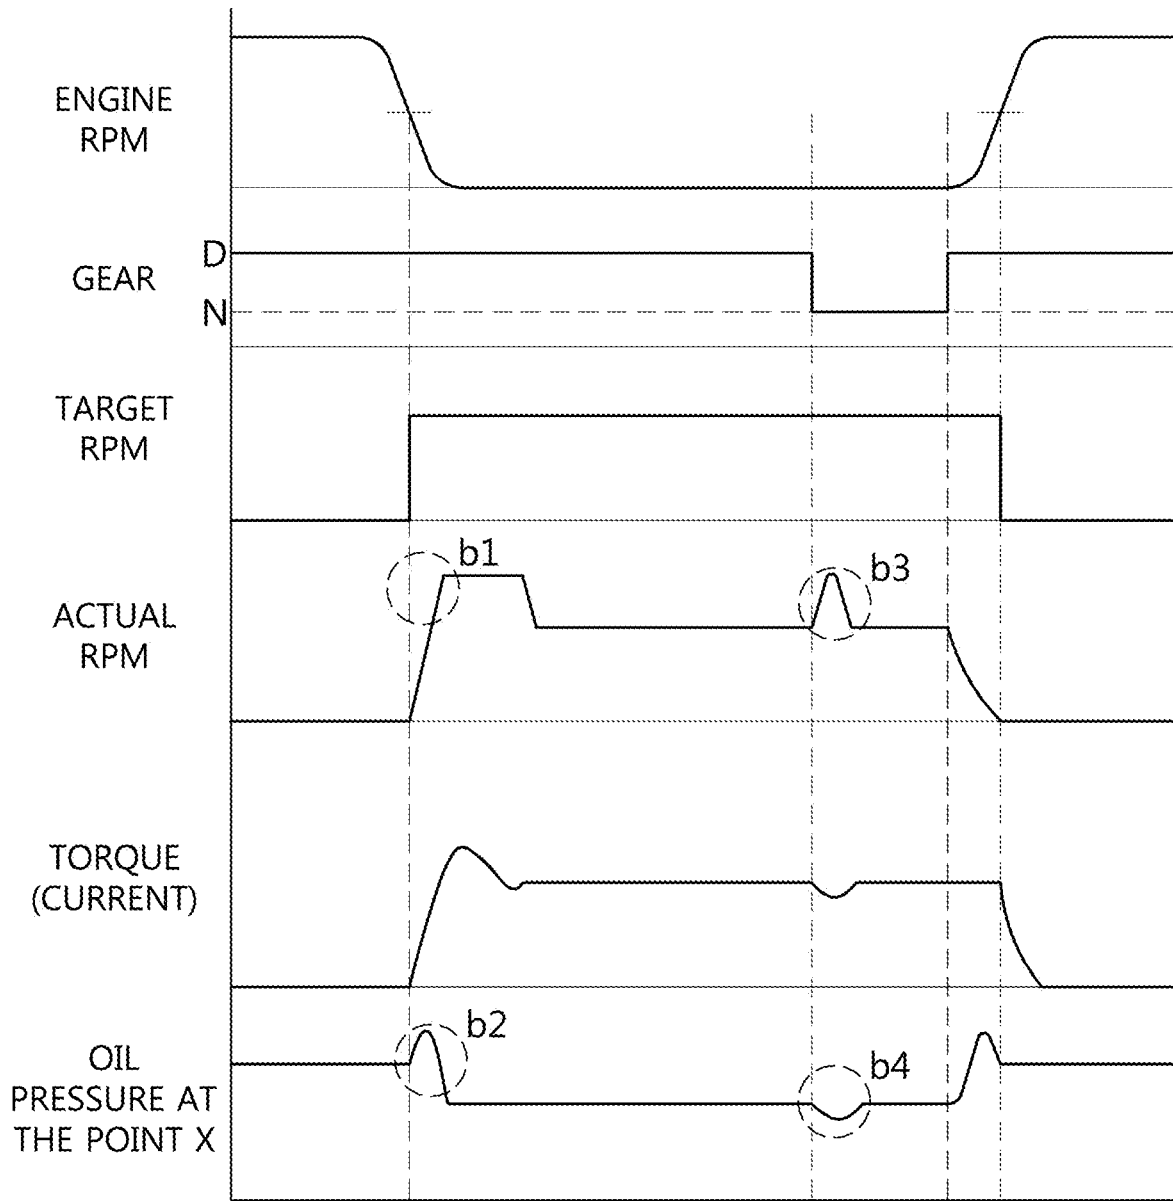 ENGINE
RPM
D
GEAR
N
TARGET
RPM
b1
b3
ACTUAL
RPM
TORQUE
(CURRENT)
b2
b4
OIL
PRESSURE AT
THE POINT X